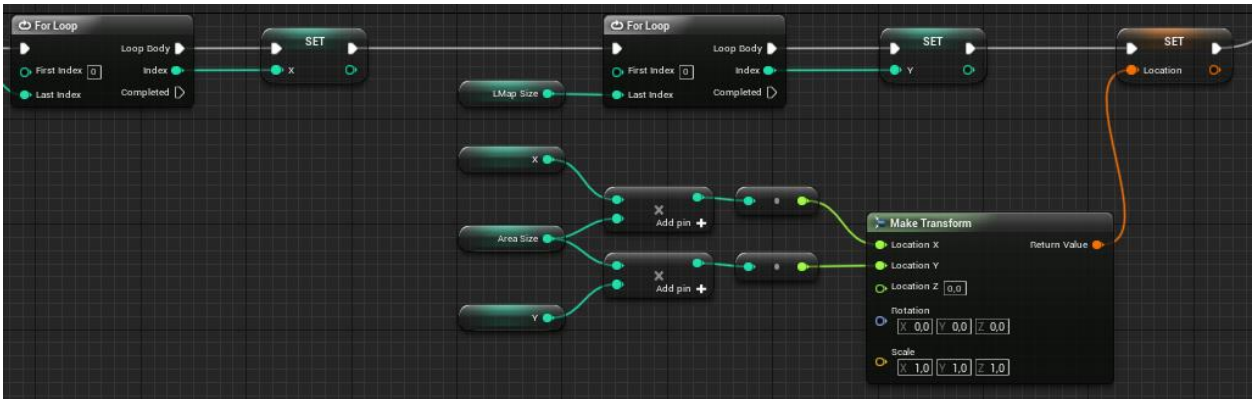 For Loop
Loop Body
First Index 0
Index
Last Index
Completed
SET
X
LMap Size
For Loop
Loop Body
First Index 0
Index
Last Index
Completed
SET
Y
SET
Location
X
Area Size
Y
×
Add pin +
×
Add pin +
Make Transform
Location X
Return Value
Location Y
Location Z 0,0
Rotation
X 0,0 Y 0,0 Z 0,0
Scale
X 1,0 Y 1,0 Z 1,0